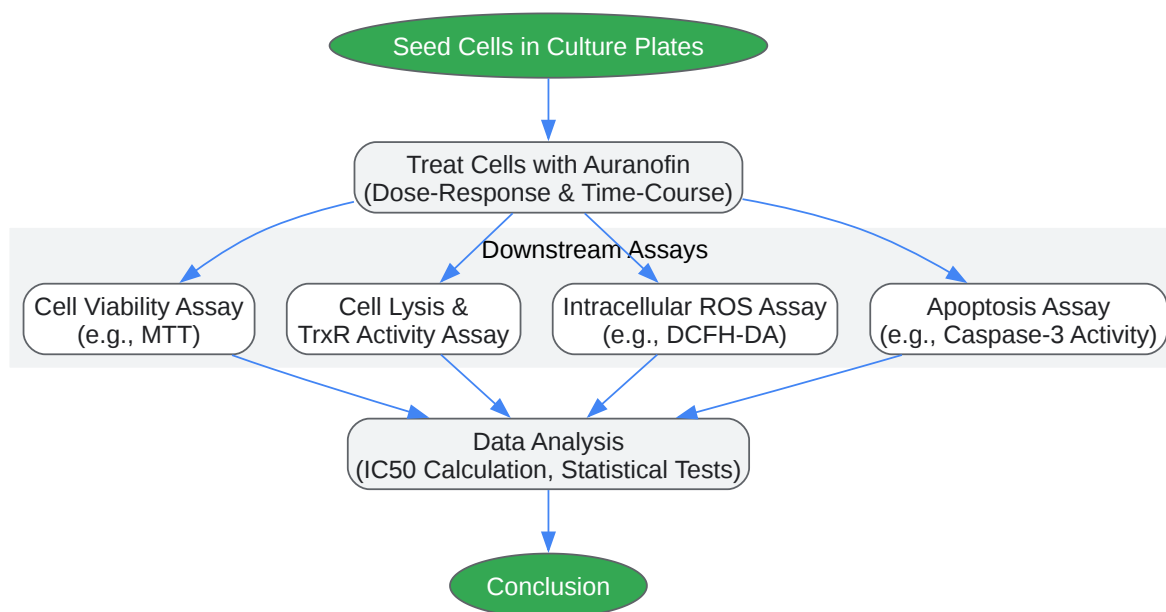 Seed Cells in Culture Plates
Treat Cells with Auranofin
(Dose-Response & Time-Course)
Downstream Assays
Cell Viability Assay
(e.g., MTT)
Cell Lysis &
TrxR Activity Assay
Intracellular ROS Assay
(e.g., DCFH-DA)
Apoptosis Assay
(e.g., Caspase-3 Activity)
Data Analysis
(IC50 Calculation, Statistical Tests)
Conclusion